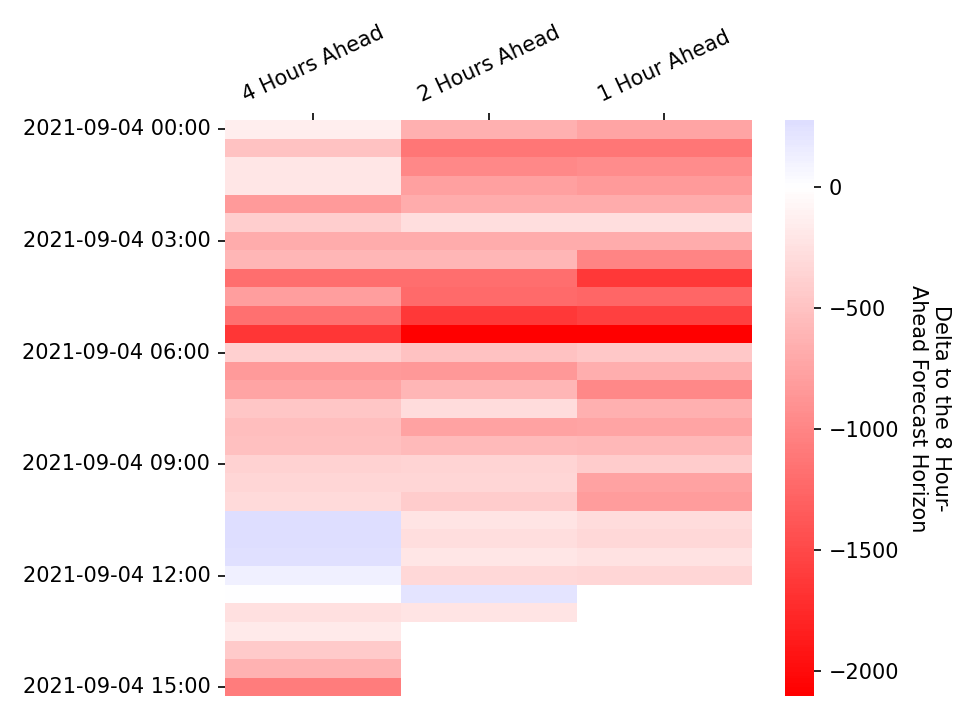 4 Hours Ahead
2 Hours Ahead
1 Hour Ahead
2021-09-04 00:00
2021-09-04 03:00
2021-09-04 06:00
2021-09-04 09:00
2021-09-04 12:00
2021-09-04 15:00
0
−500
−1000
−1500
−2000
Delta to the 8 Hour-
Ahead Forecast Horizon